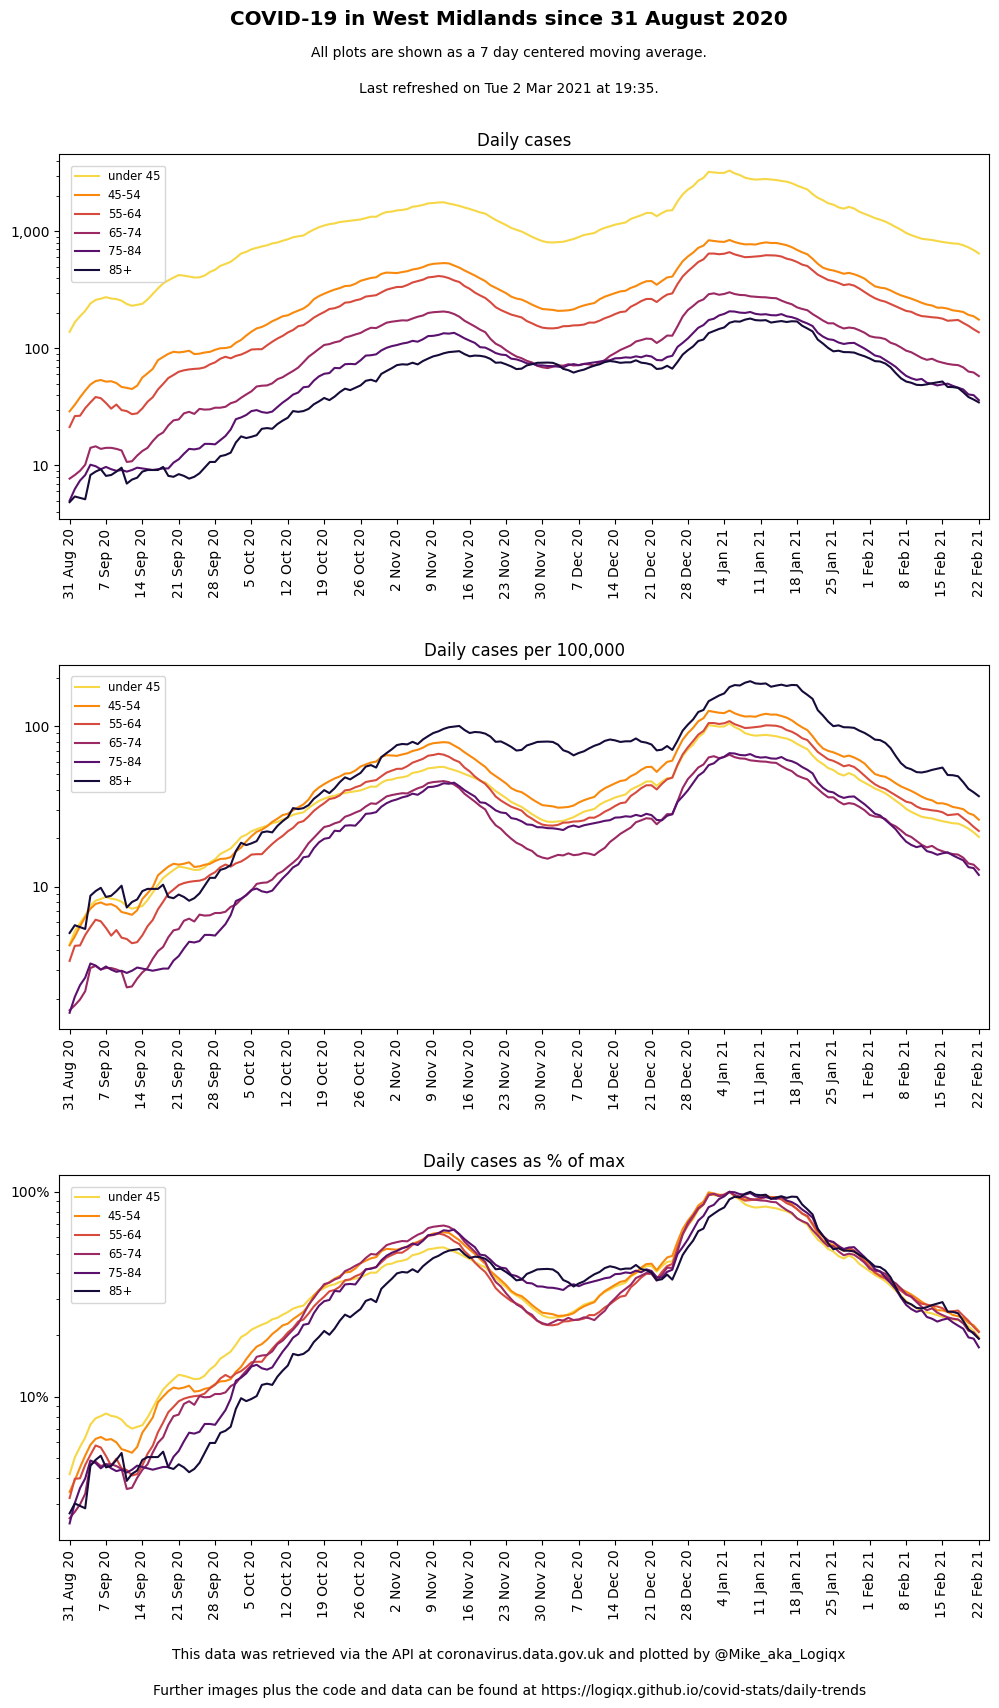 COVID-19 in West Midlands since 31 August 2020
All plots are shown as a 7 day centered moving average.
Last refreshed on Tue 2 Mar 2021 at 19:35.
Daily cases
under 45
45-54
55-64
65-74
75-84
85+
1,000
100
10
31 Aug 20
7 Sep 20
14 Sep 20
21 Sep 20
28 Sep 20
5 Oct 20
12 Oct 20
19 Oct 20
26 Oct 20
2 Nov 20
9 Nov 20
16 Nov 20
23 Nov 20
30 Nov 20
7 Dec 20
14 Dec 20
21 Dec 20
28 Dec 20
4 Jan 21
11 Jan 21
18 Jan 21
25 Jan 21
1 Feb 21
8 Feb 21
15 Feb 21
22 Feb 21
Daily cases per 100,000
under 45
45-54
55-64
65-74
75-84
85+
100
10
31 Aug 20
7 Sep 20
14 Sep 20
21 Sep 20
28 Sep 20
5 Oct 20
12 Oct 20
19 Oct 20
26 Oct 20
2 Nov 20
9 Nov 20
16 Nov 20
23 Nov 20
30 Nov 20
7 Dec 20
14 Dec 20
21 Dec 20
28 Dec 20
4 Jan 21
11 Jan 21
18 Jan 21
25 Jan 21
1 Feb 21
8 Feb 21
15 Feb 21
22 Feb 21
Daily cases as % of max
under 45
45-54
55-64
65-74
75-84
85+
100%
10%
31 Aug 20
7 Sep 20
14 Sep 20
21 Sep 20
28 Sep 20
5 Oct 20
12 Oct 20
19 Oct 20
26 Oct 20
2 Nov 20
9 Nov 20
16 Nov 20
23 Nov 20
30 Nov 20
7 Dec 20
14 Dec 20
21 Dec 20
28 Dec 20
4 Jan 21
11 Jan 21
18 Jan 21
25 Jan 21
1 Feb 21
8 Feb 21
15 Feb 21
22 Feb 21
This data was retrieved via the API at coronavirus.data.gov.uk and plotted by @Mike_aka_Logiqx
Further images plus the code and data can be found at https://logiqx.github.io/covid-stats/daily-trends